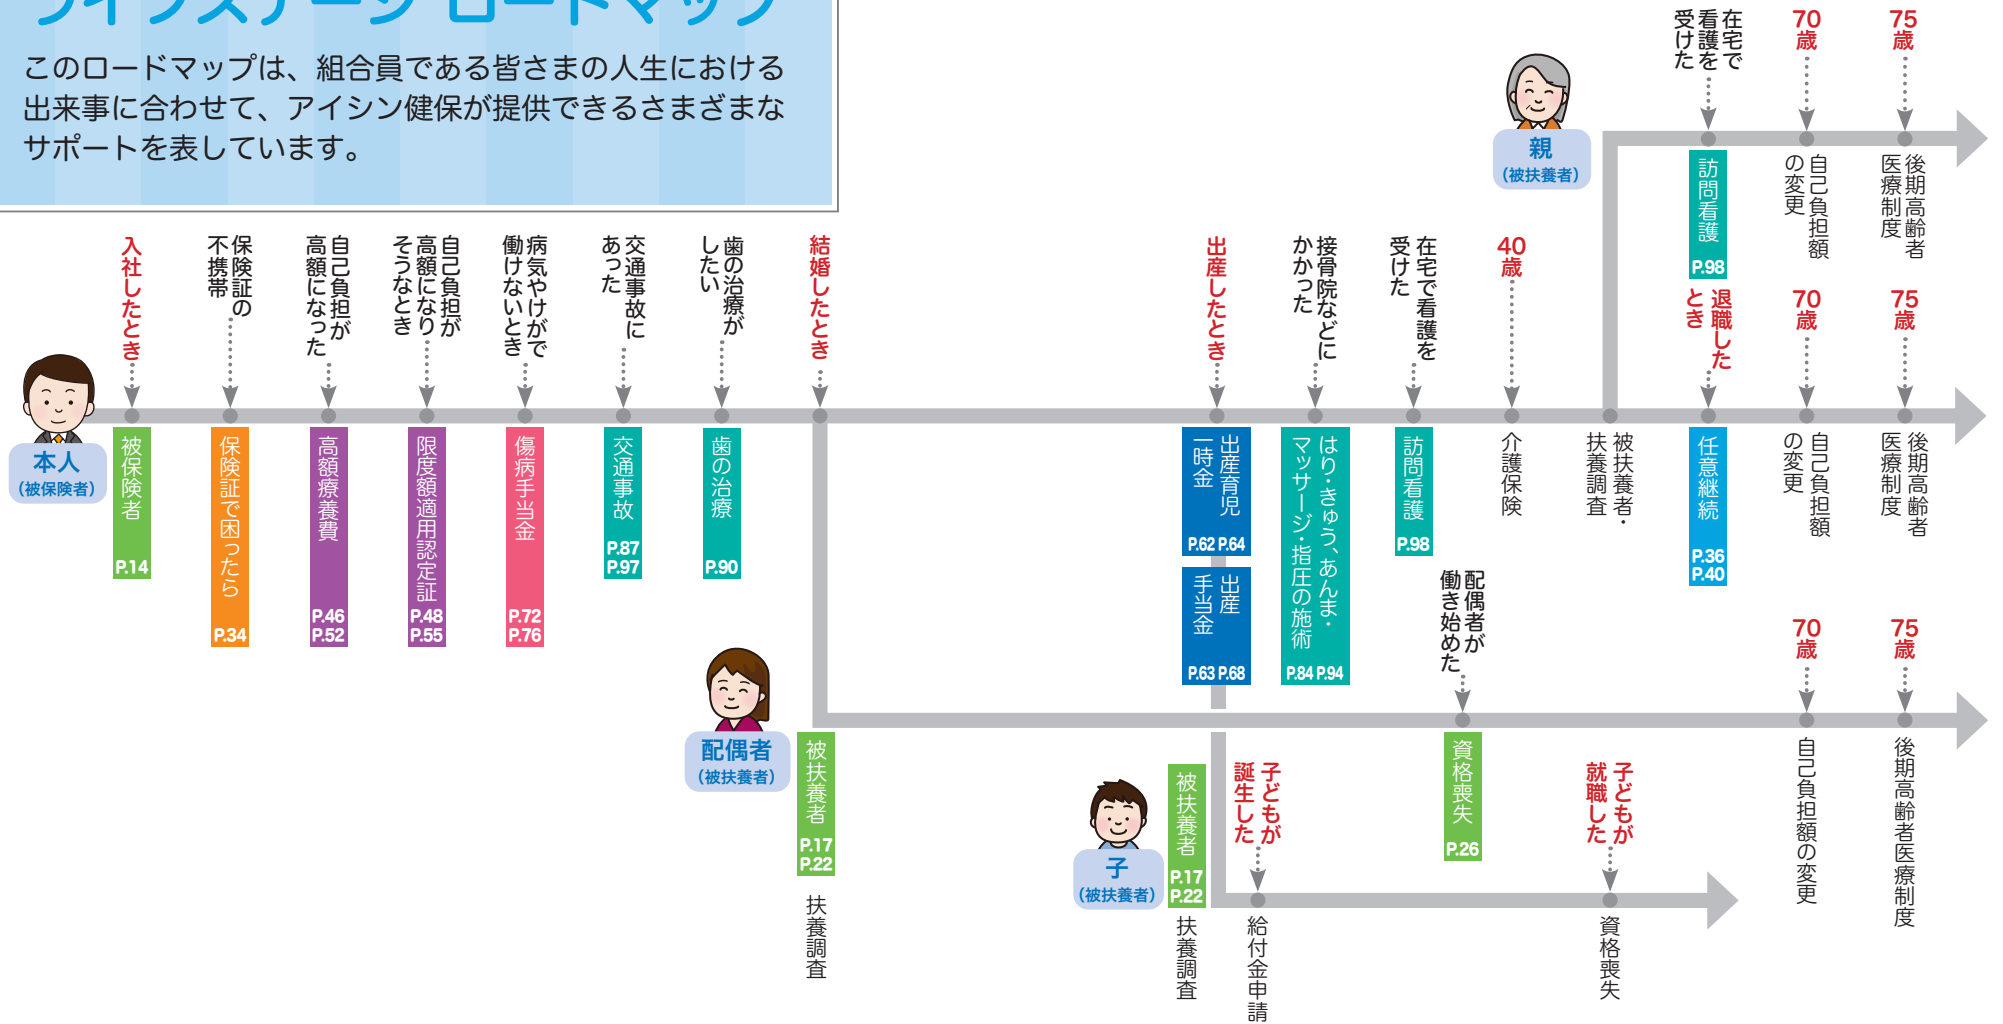 ライフステージ ロードマップ
このロードマップは、組合員である皆さまの人生における
出来事に合わせて、アイシン健保が提供できるさまざまな
サポートを表しています。
在宅で
看護を
受けた
70
歳
75
歳
親
(被扶養者)
訪問看護
P.98
自己負担額
の変更
後期高齢者
医療制度
入社したとき
保険証の
不携帯
自己負担が
高額になった
自己負担が
高額になり
そうなとき
病気やけがで
働けないとき
交通事故に
あった
歯の治療が
したい
結婚したとき
出産したとき
接骨院などに
かかった
在宅で看護を
受けた
40
歳
退職した
とき
70
歳
75
歳
本人
(被保険者)
被保険者
P.14
保険証で困ったら
P.34
高額療養費
P.46
P.52
限度額適用認定証
P.48
P.55
傷病手当金
P.72
P.76
交通事故
P.87
P.97
歯の治療
P.90
出産育児
一時金
P.62 P.64
出産
手当金
P.63 P.68
はり・きゅう、あんま・
マッサージ・指圧の施術
P.84 P.94
訪問看護
P.98
介護保険
被扶養者・
扶養調査
任意継続
P.36
P.40
自己負担額
の変更
後期高齢者
医療制度
配偶者が
働き始めた
70
歳
75
歳
配偶者
(被扶養者)
被扶養者
P.17
P.22
扶養調査
資格喪失
P.26
自己負担額の変更
後期高齢者医療制度
子
(被扶養者)
被扶養者
P.17
P.22
扶養調査
子どもが
誕生した
給付金申請
子どもが
就職した
資格喪失